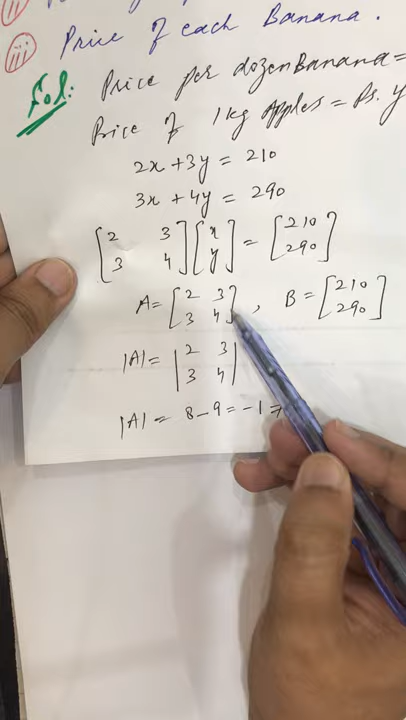 (iii) Price of each Banana.
Sol:
Price per dozen Banana =
Price of 1kg Apples = Rs. y
2x + 3y = 210
3x + 4y = 290
[2 3 3 4] [x y] = [210 290]
A = [2 3 3 4], B = [210 290]
|A| = |2 3 3 4|
|A| = 8 - 9 = -1 ≠